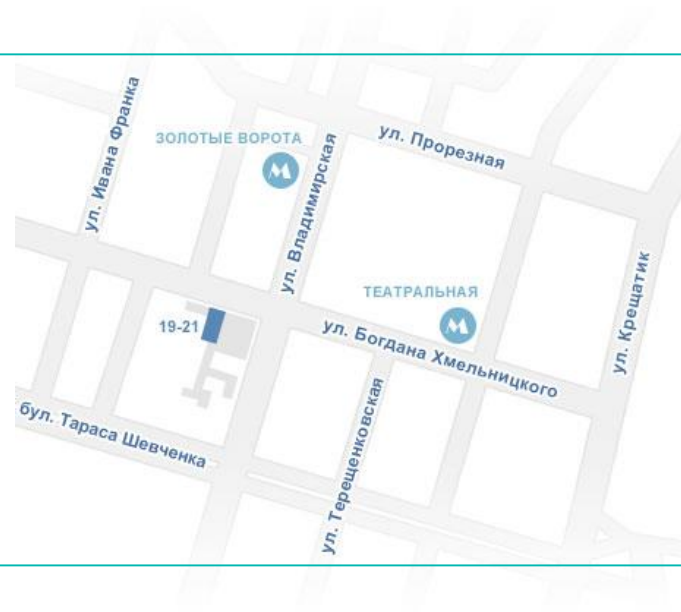 ул. Ивана Франка
ЗОЛОТЫЕ ВОРОТА
ул. Владимирская
ул. Прорезная
ТЕАТРАЛЬНАЯ
ул. Крещатик
19-21
ул. Богдана Хмельницкого
бул. Тараса Шевченка
ул. Терещенковская